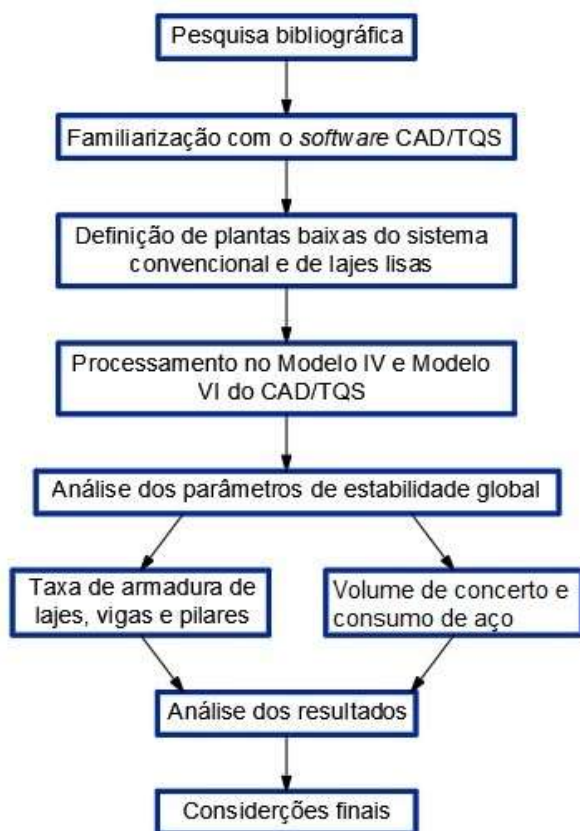 Pesquisa bibliográfica
Familiarização com o software CAD/TQS
Definição de plantas baixas do sistema
convencional e de lajes lisas
Processamento no Modelo IV e Modelo
VI do CAD/TQS
Análise dos parâmetros de estabilidade global
Taxa de armadura de
lajes, vigas e pilares
Volume de concerto e
consumo de aço
Análise dos resultados
Considerções finais